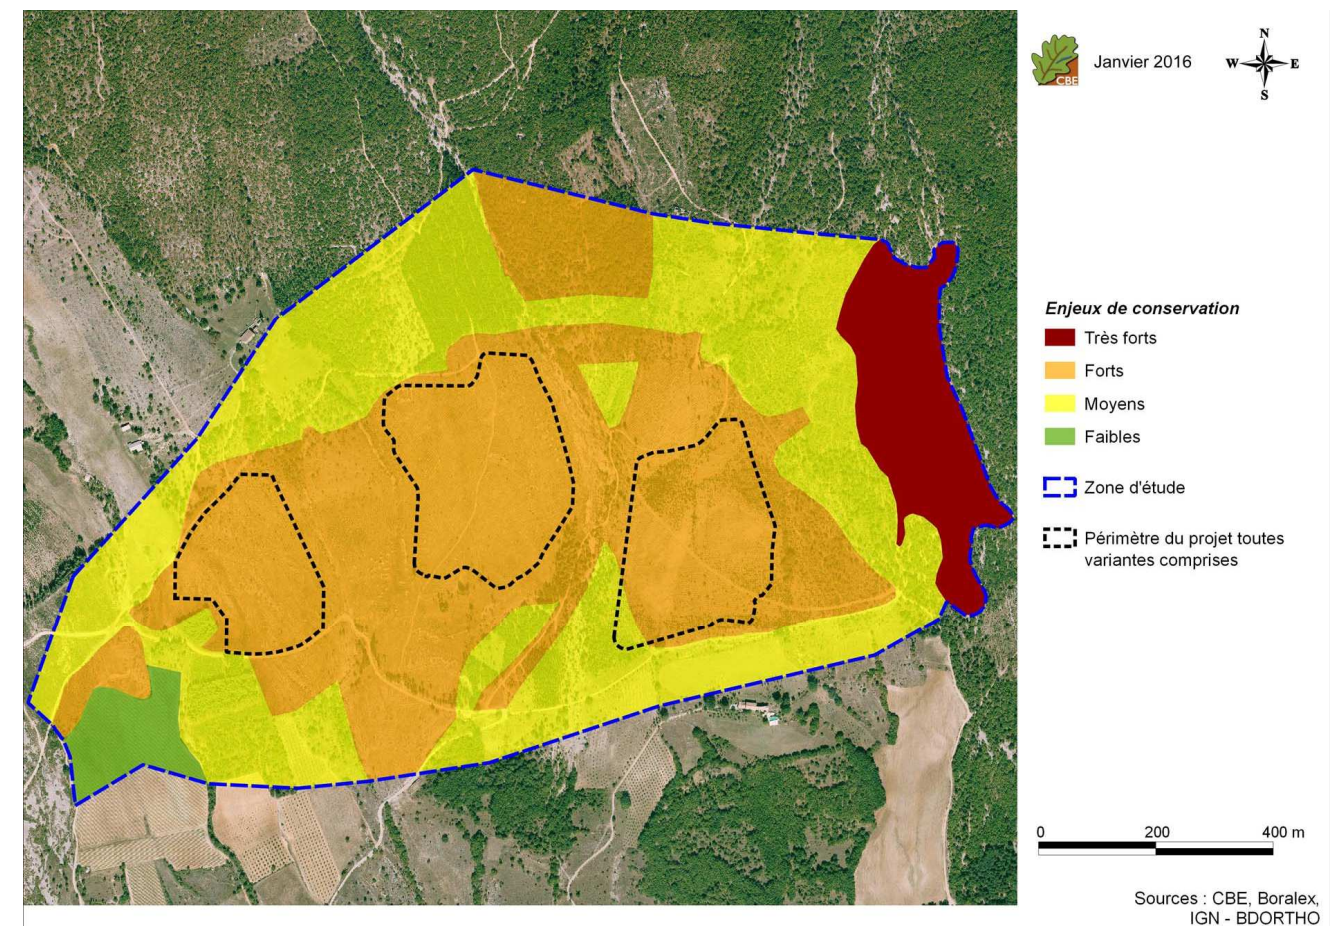 CBE
Janvier 2016
N
W
E
S
Enjeux de conservation
Très forts
Forts
Moyens
Faibles
Zone d'étude
Périmètre du projet toutes
variantes comprises
0 200 400 m
Sources : CBE, Boralex,
IGN - BDORTHO